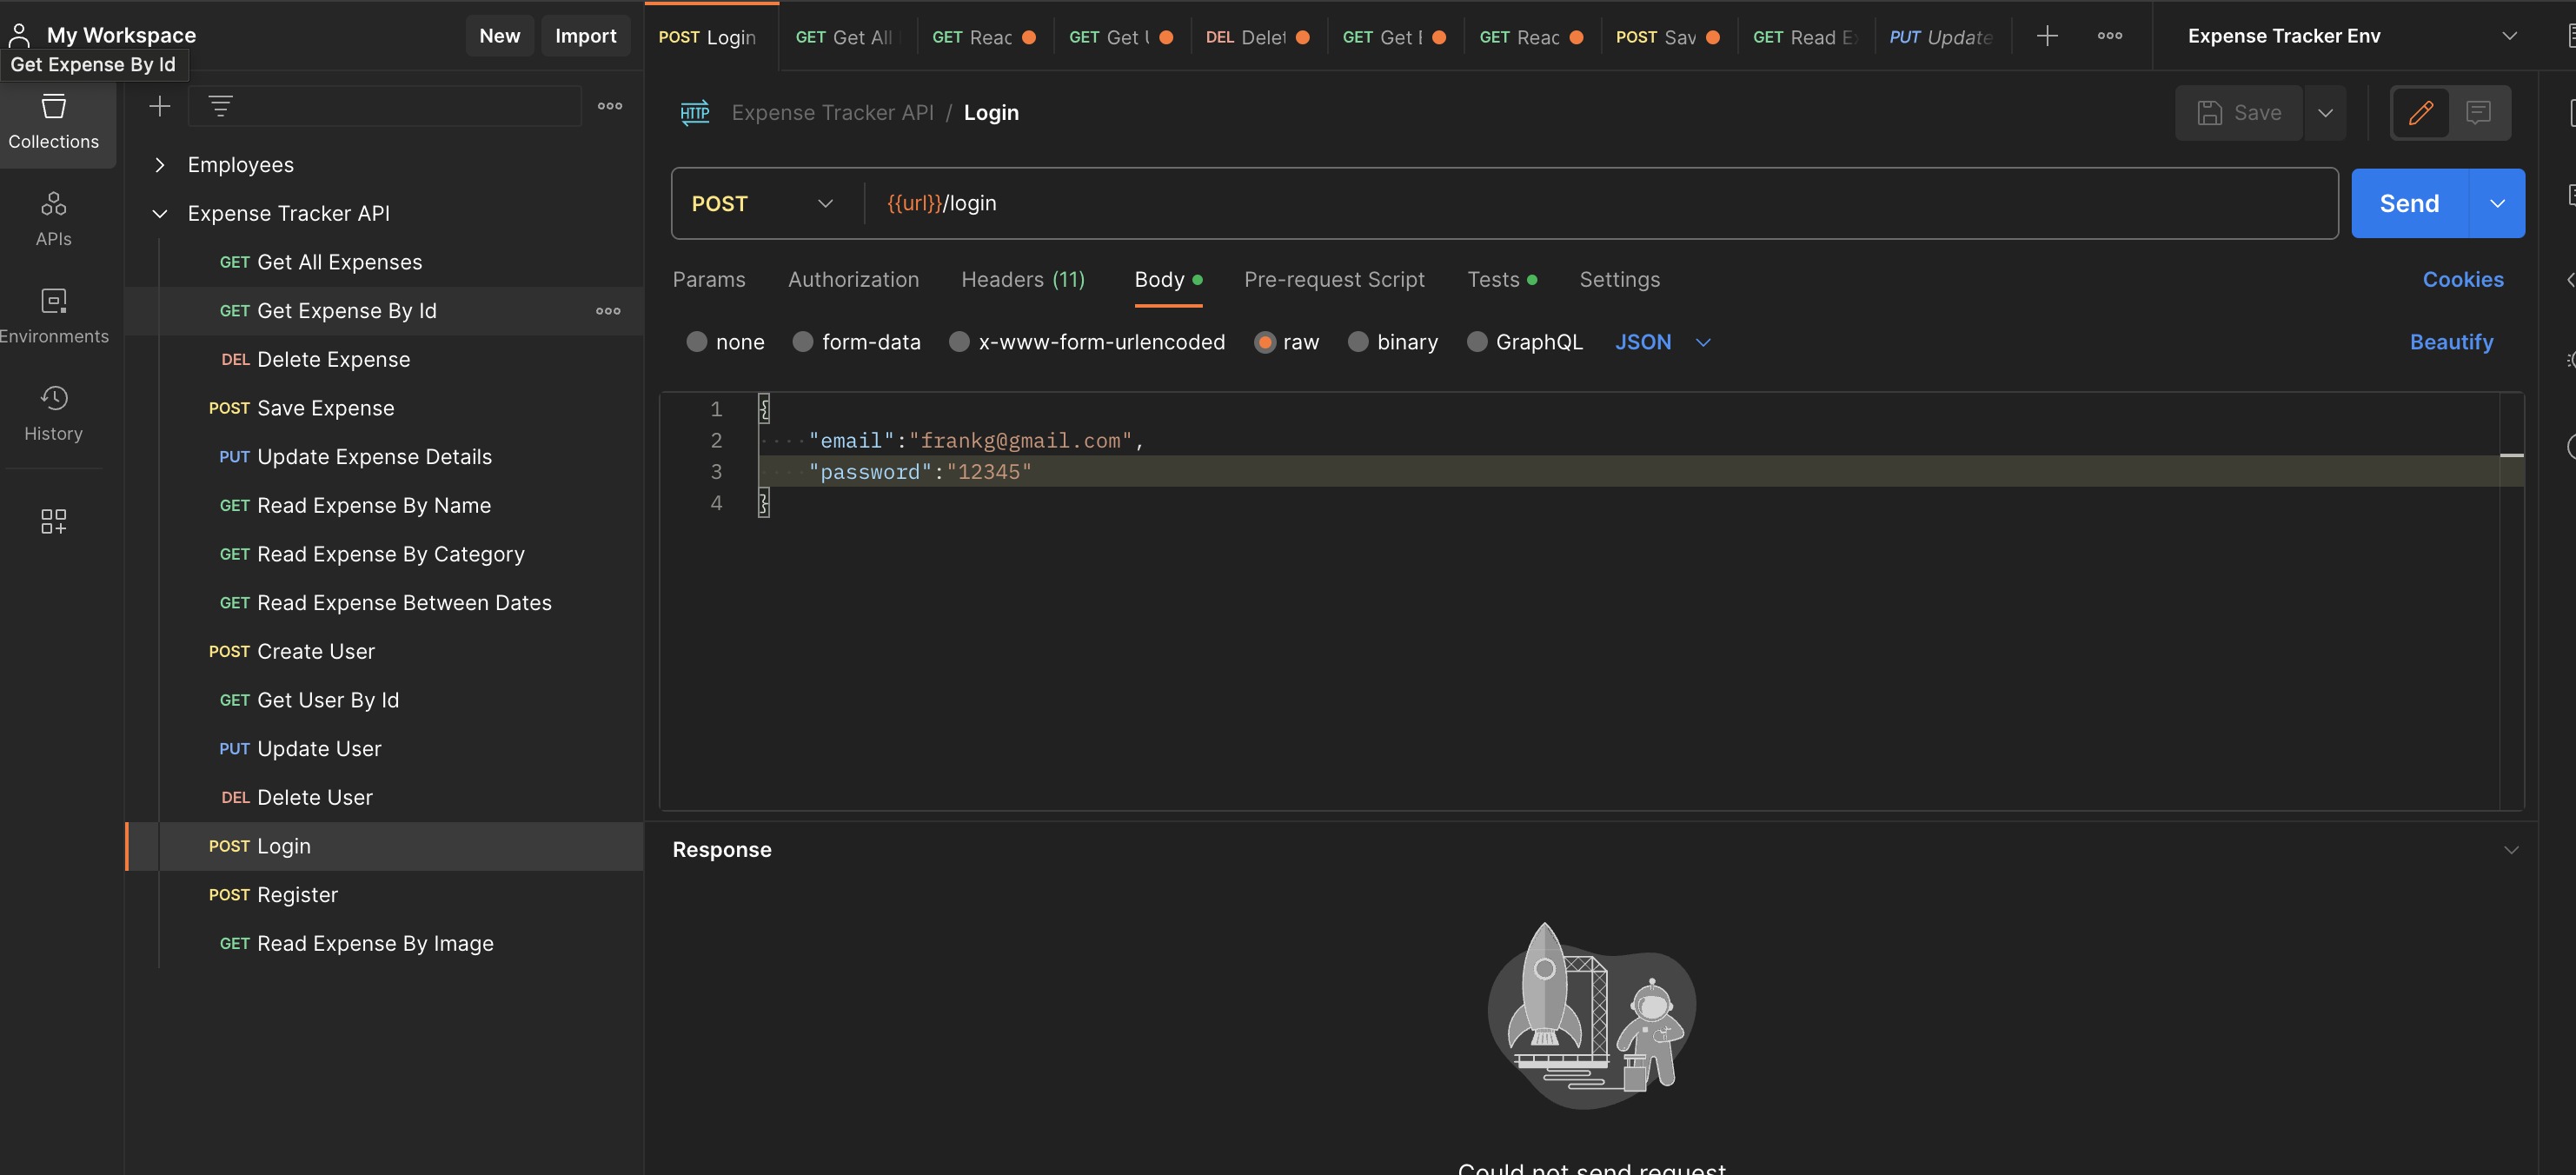 My Workspace
New
Import
Get Expense By Id
Collections
APIs
Environments
History
Employees
Expense Tracker API
GET Get All Expenses
GET Get Expense By Id
DEL Delete Expense
POST Save Expense
PUT Update Expense Details
GET Read Expense By Name
GET Read Expense By Category
GET Read Expense Between Dates
POST Create User
GET Get User By Id
PUT Update User
DEL Delete User
POST Login
POST Register
GET Read Expense By Image
POST Login
GET Get All
GET Read
GET Get U
DEL Delet
GET Get E
GET Read
POST Sav
GET Read E
PUT Update
Expense Tracker Env
HTTP
Expense Tracker API / Login
Save
POST
{{url}}/login
Send
Params
Authorization
Headers (11)
Body
Pre-request Script
Tests
Settings
Cookies
none
form-data
x-www-form-urlencoded
raw
binary
GraphQL
JSON
Beautify
1 {
2 "email":"frankg@gmail.com",
3 "password":"12345"
4 }
Response
Could not send request